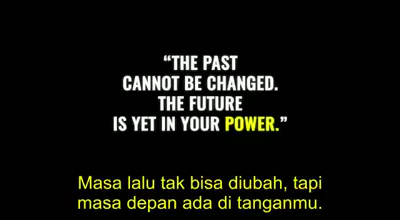 “THE PAST
CANNOT BE CHANGED.
THE FUTURE
IS YET IN YOUR POWER.”
Masa lalu tak bisa diubah, tapi
masa depan ada di tanganmu.